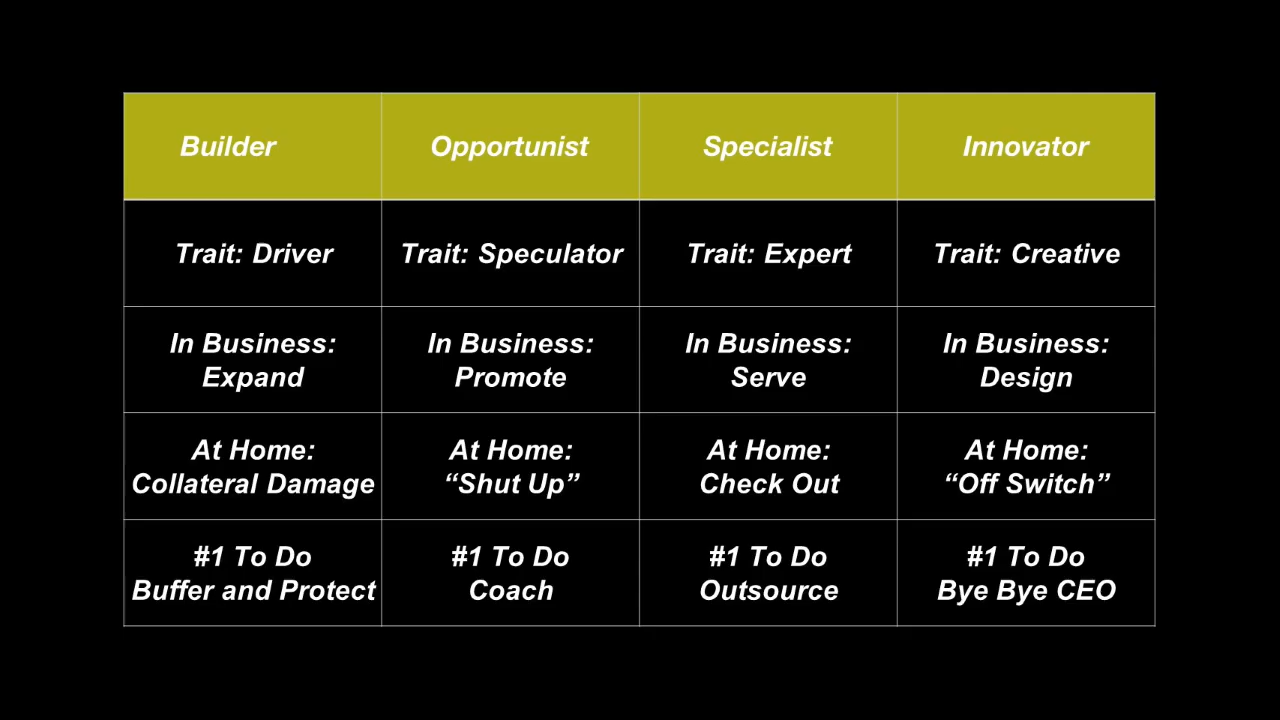 Builder
Opportunist
Specialist
Innovator
Trait: Driver
Trait: Speculator
Trait: Expert
Trait: Creative
In Business:
Expand
In Business:
Promote
In Business:
Serve
In Business:
Design
At Home:
Collateral Damage
At Home:
“Shut Up”
At Home:
Check Out
At Home:
“Off Switch”
#1 To Do
Buffer and Protect
#1 To Do
Coach
#1 To Do
Outsource
#1 To Do
Bye Bye CEO